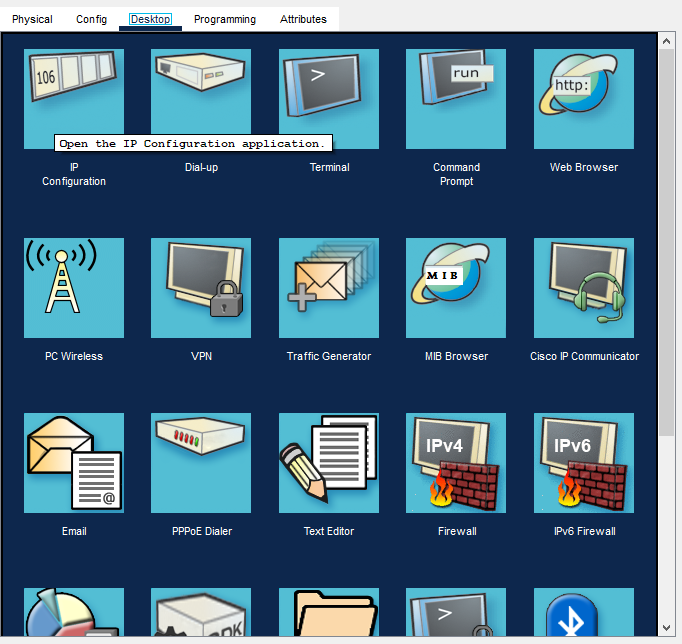 Physical Config Desktop Programming Attributes
106
>
run
http:
Open the IP Configuration application.
IP
Configuration
Dial-up
Terminal
Command
Prompt
Web Browser
MIB
PC Wireless
VPN
Traffic Generator
MIB Browser
Cisco IP Communicator
@
IPv4
IPv6
Email
PPPoE Dialer
Text Editor
Firewall
IPv6 Firewall
>